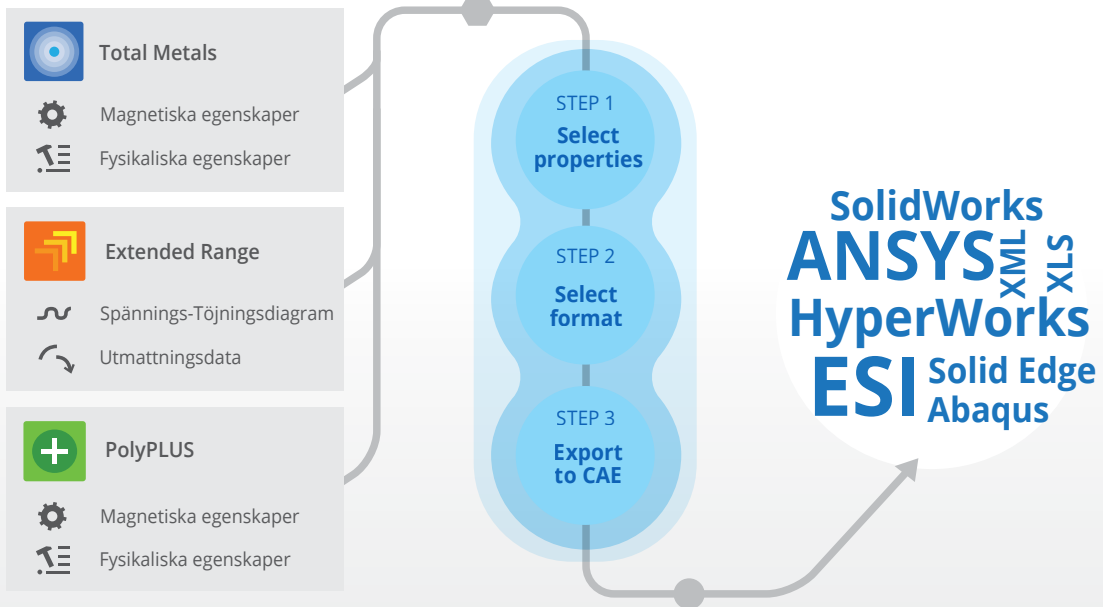 Total Metals
Magnetiska egenskaper
Fysikaliska egenskaper
Extended Range
Spännings-Töjningsdiagram
Utmattningsdata
PolyPLUS
Magnetiska egenskaper
Fysikaliska egenskaper
STEP 1
Select
properties
STEP 2
Select
format
STEP 3
Export
to CAE
SolidWorks
ANSYS
XML
XLS
HyperWorks
ESI
Solid Edge
Abaqus